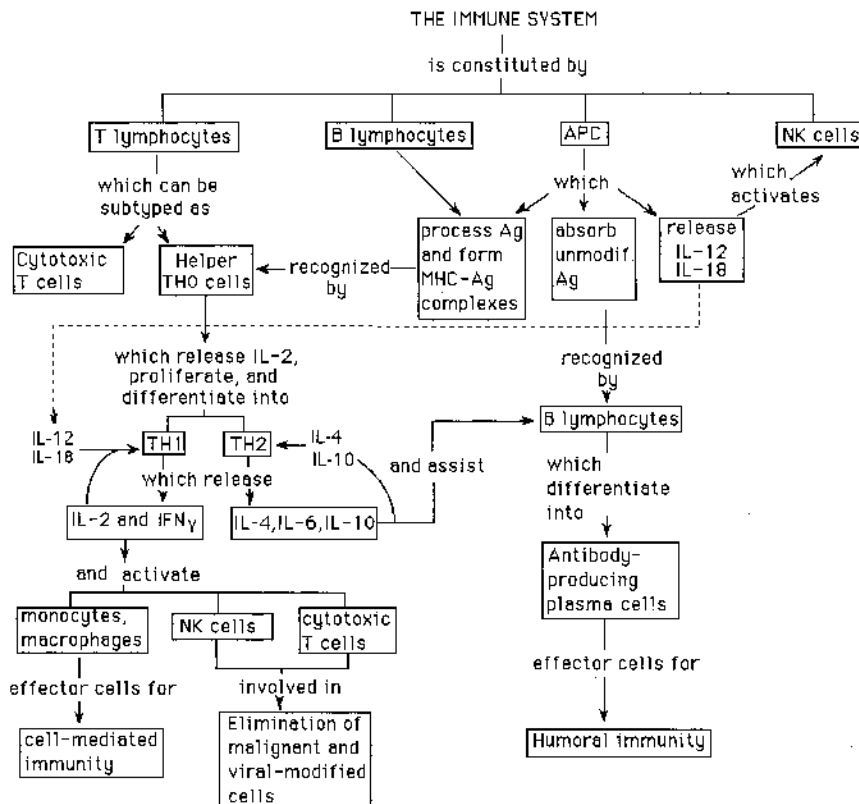 THE IMMUNE SYSTEM
is constituted by
T lymphocytes
B lymphocytes
APC
NK cells
which can be
subtyped as
which
which
activates
Cytotoxic
T cells
Helper
THO cells
recognized
by
process Ag
and form
MHC-Ag
complexes
absorb
unmodif.
Ag
release
IL-12
IL-18
which release IL-2,
proliferate, and
differentiate into
recognized
by
IL-12
IL-18
TH1
TH2
IL-4
IL-10
B lymphocytes
which release
and assist
which
differentiate
into
IL-2 and IFNγ
IL-4, IL-6, IL-10
and activate
Antibody-
producing
plasma cells
monocytes,
macrophages
NK cells
cytotoxic
T cells
effector cells for
involved in
effector cells for
cell-mediated
immunity
Elimination of
malignant and
viral-modified
cells
Humoral immunity